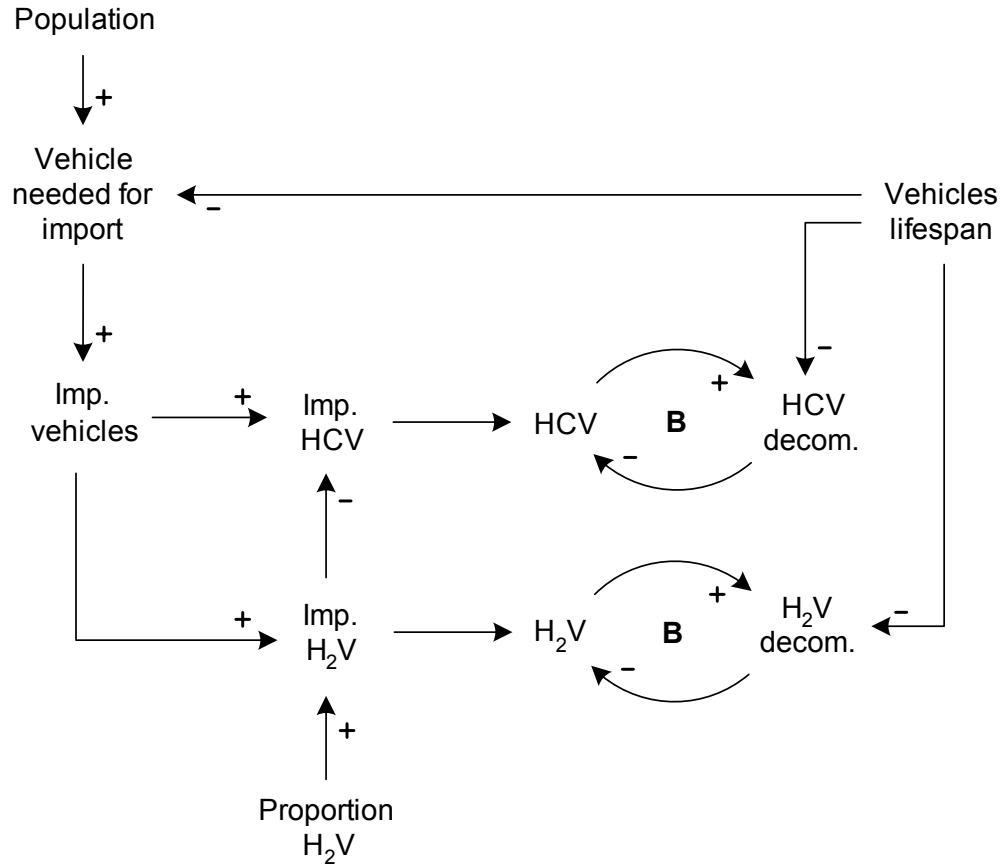 Population
+
Vehicle
needed for
import
−
Vehicles
lifespan
+
−
Imp.
vehicles
+
Imp.
HCV
HCV
+
B
−
HCV
decom.
−
+
Imp.
H₂V
H₂V
+
B
−
H₂V
decom.
−
+
Proportion
H₂V